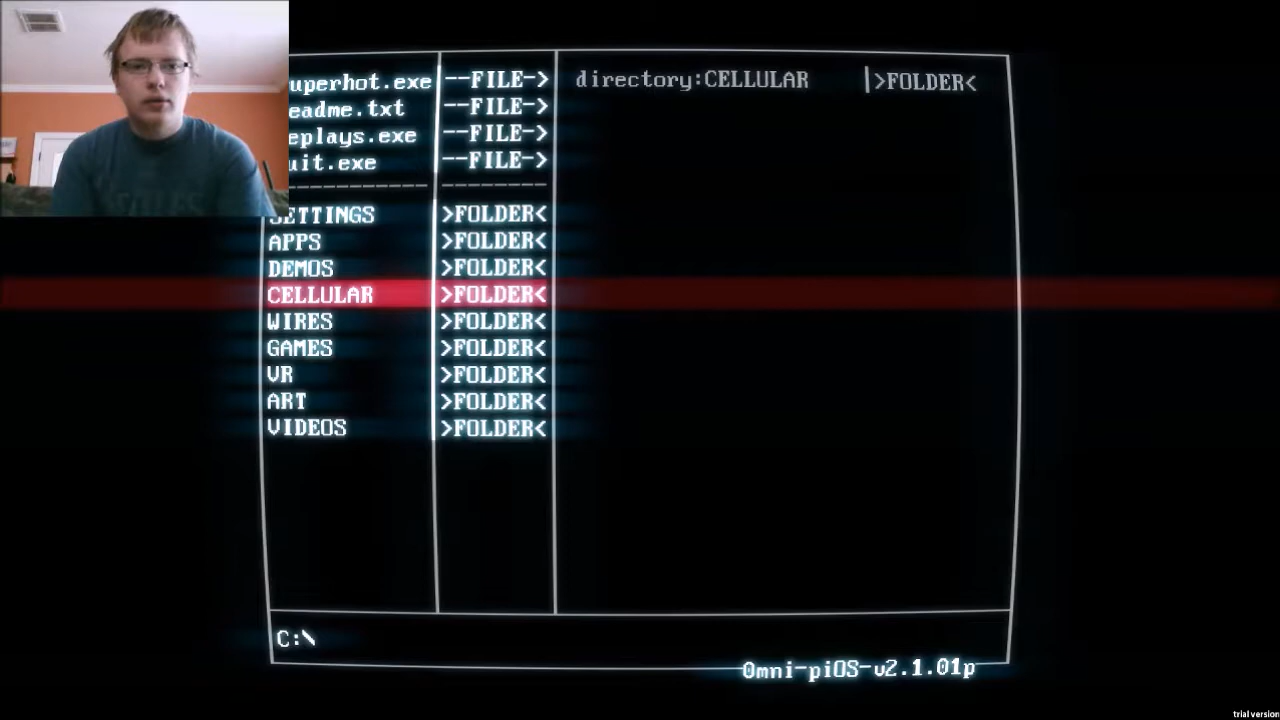 uperhot.exe --FILE->
eadme.txt --FILE->
eplays.exe --FILE->
uit.exe --FILE->
SETTINGS >FOLDER<
APPS >FOLDER<
DEMOS >FOLDER<
CELLULAR >FOLDER<
WIRES >FOLDER<
GAMES >FOLDER<
VR >FOLDER<
ART >FOLDER<
VIDEOS >FOLDER<
directory:CELLULAR |>FOLDER<
C:\
Omni-piOS-v2.1.01p
trial version